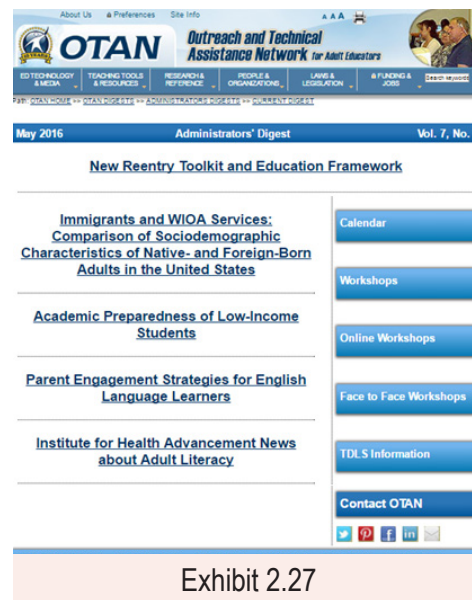 About Us Preferences Site Info A A A
OTAN
Outreach and Technical
Assistance Network for Adult Educators
ED TECHNOLOGY & MEDIA TEACHING TOOLS & RESOURCES RESEARCH & REFERENCE PEOPLE & ORGANIZATIONS LAWS & LEGISLATION FUNDING & JOBS Search keywords
Path: OTAN HOME >> OTAN DIGESTS >> ADMINISTRATORS DIGESTS >> CURRENT DIGEST
May 2016 Administrators' Digest Vol. 7, No.
New Reentry Toolkit and Education Framework
Immigrants and WIOA Services:
Comparison of Sociodemographic
Characteristics of Native- and Foreign-Born
Adults in the United States
Academic Preparedness of Low-Income
Students
Parent Engagement Strategies for English
Language Learners
Institute for Health Advancement News
about Adult Literacy
Calendar
Workshops
Online Workshops
Face to Face Workshops
TDLS Information
Contact OTAN
Exhibit 2.27